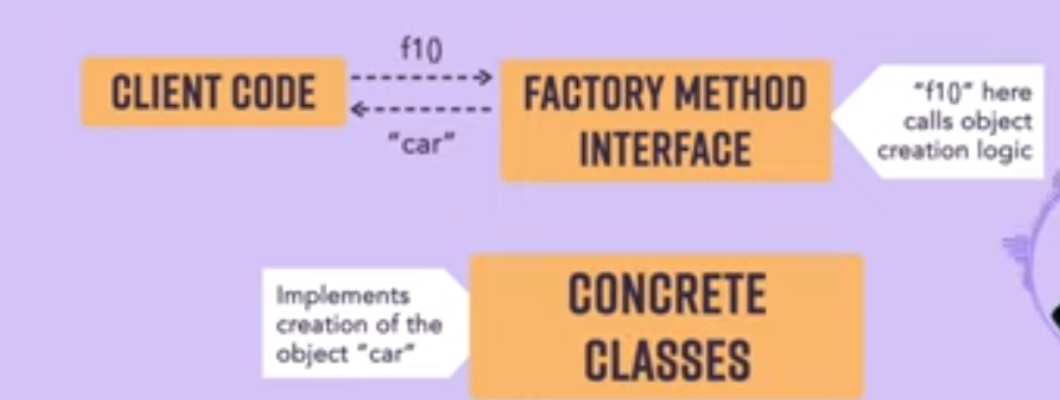 f1()
CLIENT CODE
"car"
FACTORY METHOD
INTERFACE
"f1()" here
calls object
creation logic
Implements
creation of the
object "car"
CONCRETE
CLASSES